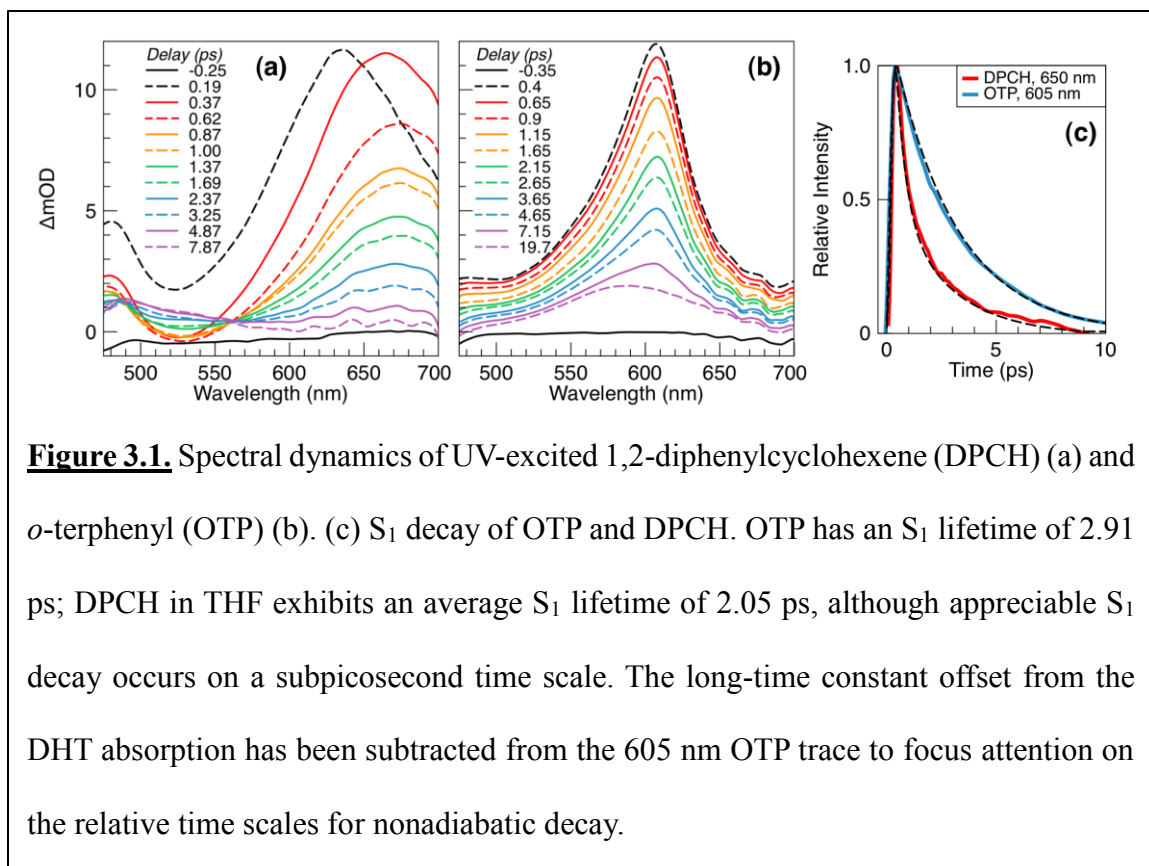 Delay (ps)
-0.25
0.19
0.37
0.62
0.87
1.00
1.37
1.69
2.37
3.25
4.87
7.87
(a)
10
5
0
ΔmOD
500 550 600 650 700
Wavelength (nm)
Delay (ps)
-0.35
0.4
0.65
0.9
1.15
1.65
2.15
2.65
3.65
4.65
7.15
19.7
(b)
500 550 600 650 700
Wavelength (nm)
1.0
0.5
0
Relative Intensity
DPCH, 650 nm
OTP, 605 nm
(c)
0 5 10
Time (ps)
Figure 3.1. Spectral dynamics of UV-excited 1,2-diphenylcyclohexene (DPCH) (a) and
o-terphenyl (OTP) (b). (c) S₁ decay of OTP and DPCH. OTP has an S₁ lifetime of 2.91
ps; DPCH in THF exhibits an average S₁ lifetime of 2.05 ps, although appreciable S₁
decay occurs on a subpicosecond time scale. The long-time constant offset from the
DHT absorption has been subtracted from the 605 nm OTP trace to focus attention on
the relative time scales for nonadiabatic decay.